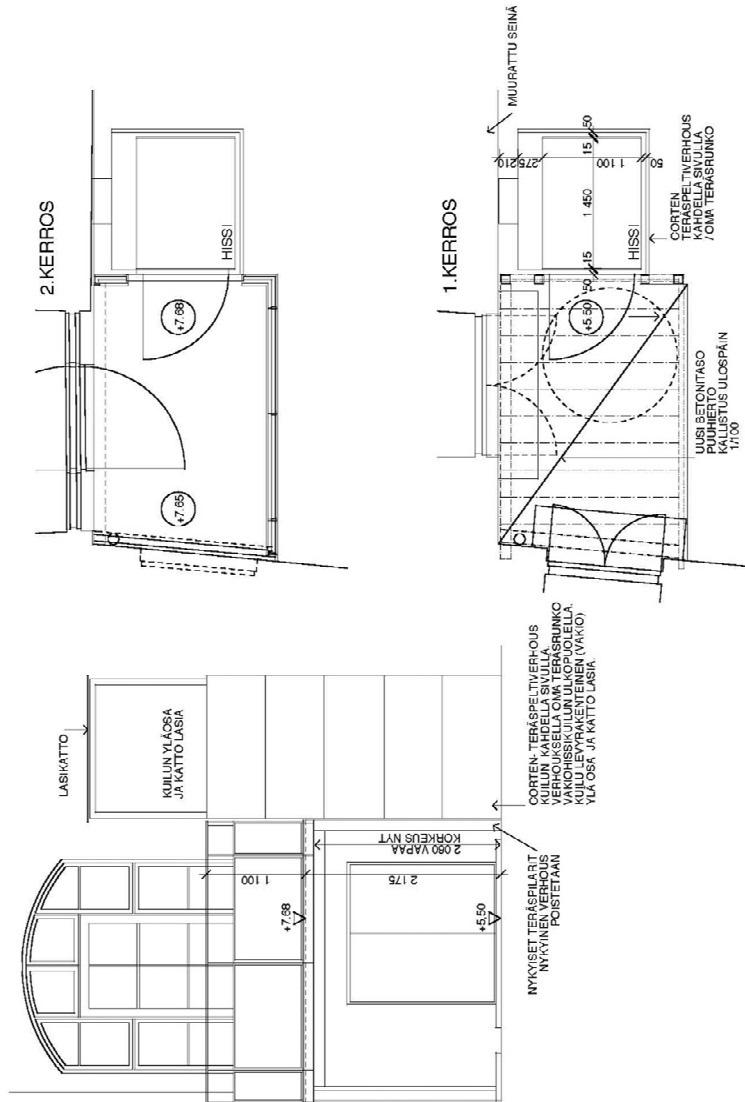 LASIKATTO
KUILUN YLÄOSA
JA KATTO LASIA
1 100
+7.68
2 060 VAPAA
KORKEUS NYT
2 175
+5,50
NYKYISET TERÄSPILARIT
NYKYINEN VERHOUS
POISTETAAN
CORTEN- TERÄSPELTIVERHOUS
KUILUN KAHDELLA SIVULLA.
VERHOUKSELLA OMA TERÄSRUNKO
VAKIOHISSIKUILUN ULKOPUOLELLA.
KUILU LEVYRAKENTEINEN (VAKIO)
YLÄ OSA JA KATTO LASIA.
2.KERROS
+7.65
+7.68
HISSI
1.KERROS
MUURATTU SEINÄ
210
275
1 100
50
50
15
1 450
15
50
HISSI
+5.50
CORTEN
TERÄSPELTIVERHOUS
KAHDELLA SIVULLA
/ OMA TERÄSRUNKO
UUSI BETONITASO
PUUHIERTO
KALLISTUS ULOSPÄIN
1/100